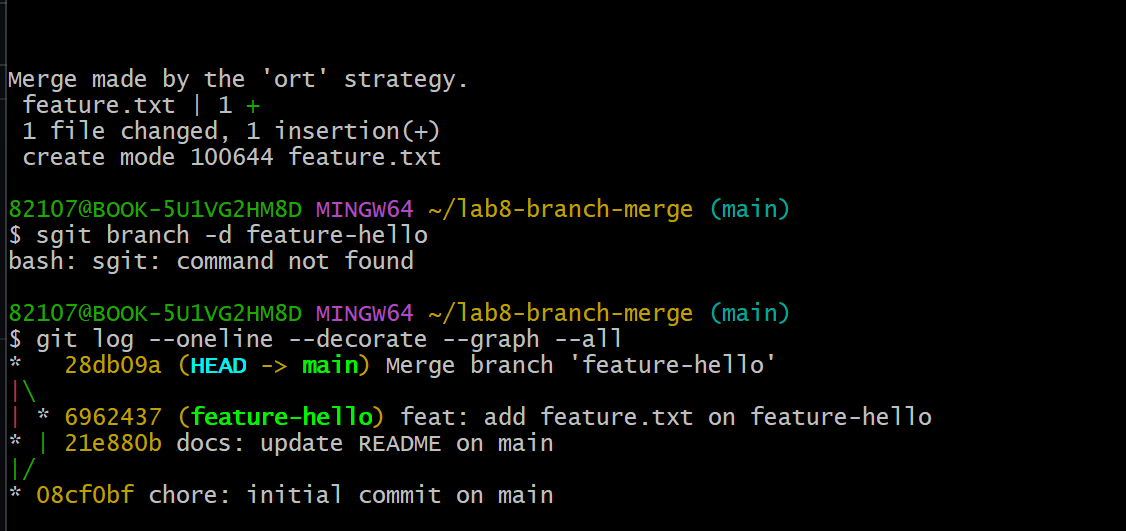 Merge made by the 'ort' strategy.
 feature.txt | 1 +
 1 file changed, 1 insertion(+)
 create mode 100644 feature.txt
82107@BOOK-5U1VG2HM8D MINGW64 ~/lab8-branch-merge (main)
$ sgit branch -d feature-hello
bash: sgit: command not found
82107@BOOK-5U1VG2HM8D MINGW64 ~/lab8-branch-merge (main)
$ git log --oneline --decorate --graph --all
*   28db09a (HEAD -> main) Merge branch 'feature-hello'
|\
| * 6962437 (feature-hello) feat: add feature.txt on feature-hello
* | 21e880b docs: update README on main
|/
* 08cf0bf chore: initial commit on main